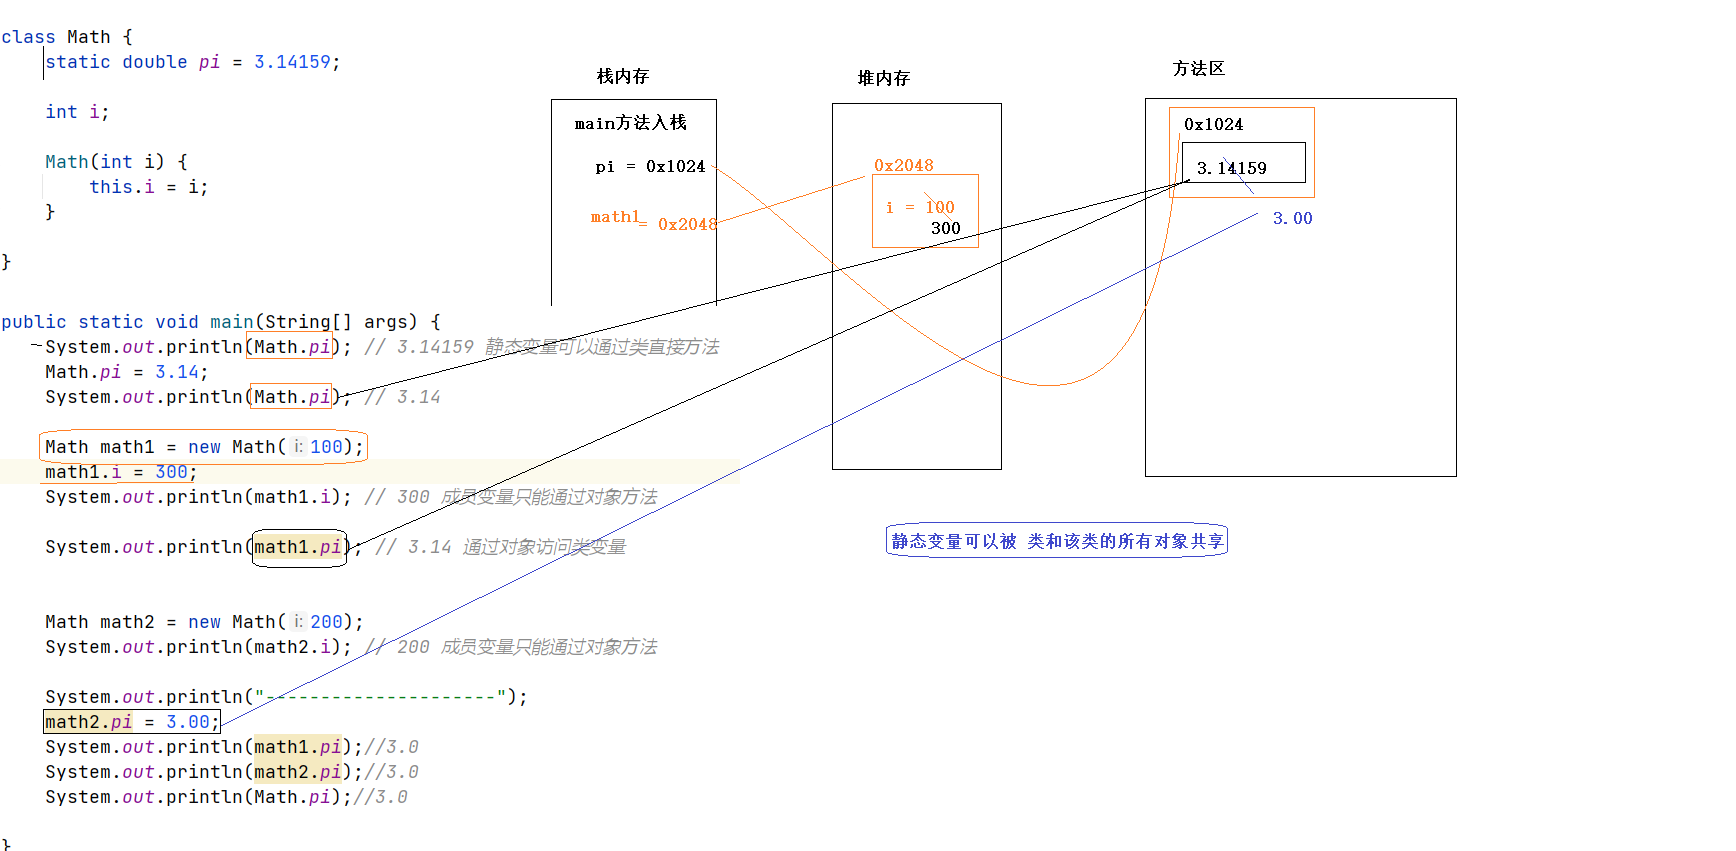 class Math {
static double pi = 3.14159;
int i;
Math(int i) {
this.i = i;
}
}
public static void main(String[] args) {
System.out.println(Math.pi); // 3.14159 静态变量可以通过类直接方法
Math.pi = 3.14;
System.out.println(Math.pi); // 3.14
Math math1 = new Math( i: 100);
math1.i = 300;
System.out.println(math1.i); // 300 成员变量只能通过对象方法
System.out.println(math1.pi); // 3.14 通过对象访问类变量
Math math2 = new Math( i: 200);
System.out.println(math2.i); // 200 成员变量只能通过对象方法
System.out.println("---------------------");
math2.pi = 3.00;
System.out.println(math1.pi);//3.0
System.out.println(math2.pi);//3.0
System.out.println(Math.pi);//3.0
}
栈内存
main方法入栈
pi = 0x1024
math1 = 0x2048
堆内存
0x2048
i = 100
300
方法区
0x1024
3.14159
3.00
静态变量可以被 类和该类的所有对象共享